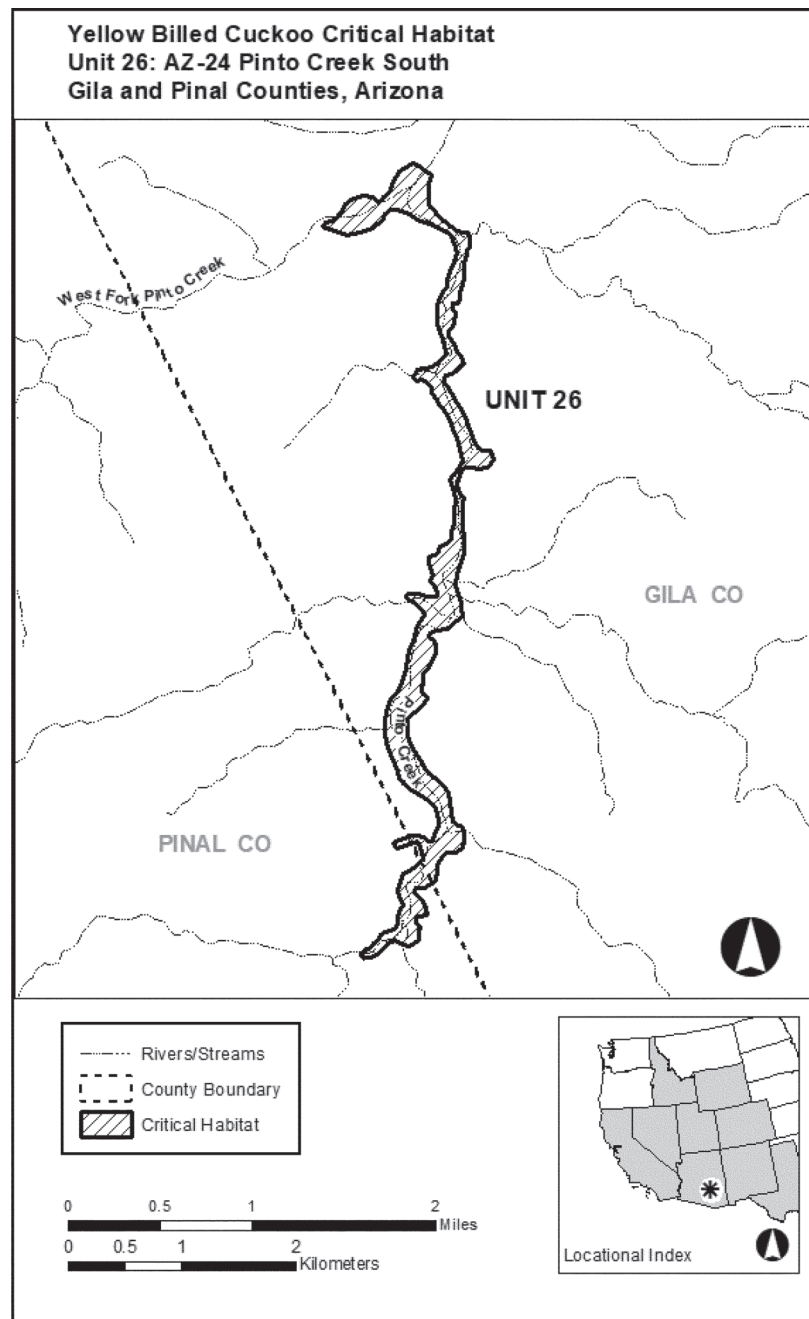 Yellow Billed Cuckoo Critical Habitat
Unit 26: AZ-24 Pinto Creek South
Gila and Pinal Counties, Arizona
West Fork Pinto Creek
UNIT 26
GILA CO
Pinto Creek
PINAL CO
Rivers/Streams
County Boundary
Critical Habitat
0 0.5 1 2
Miles
0 0.5 1 2
Kilometers
Locational Index